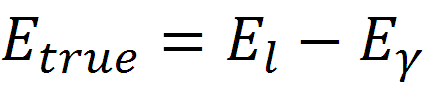 E_{true} = E_l − E_γ